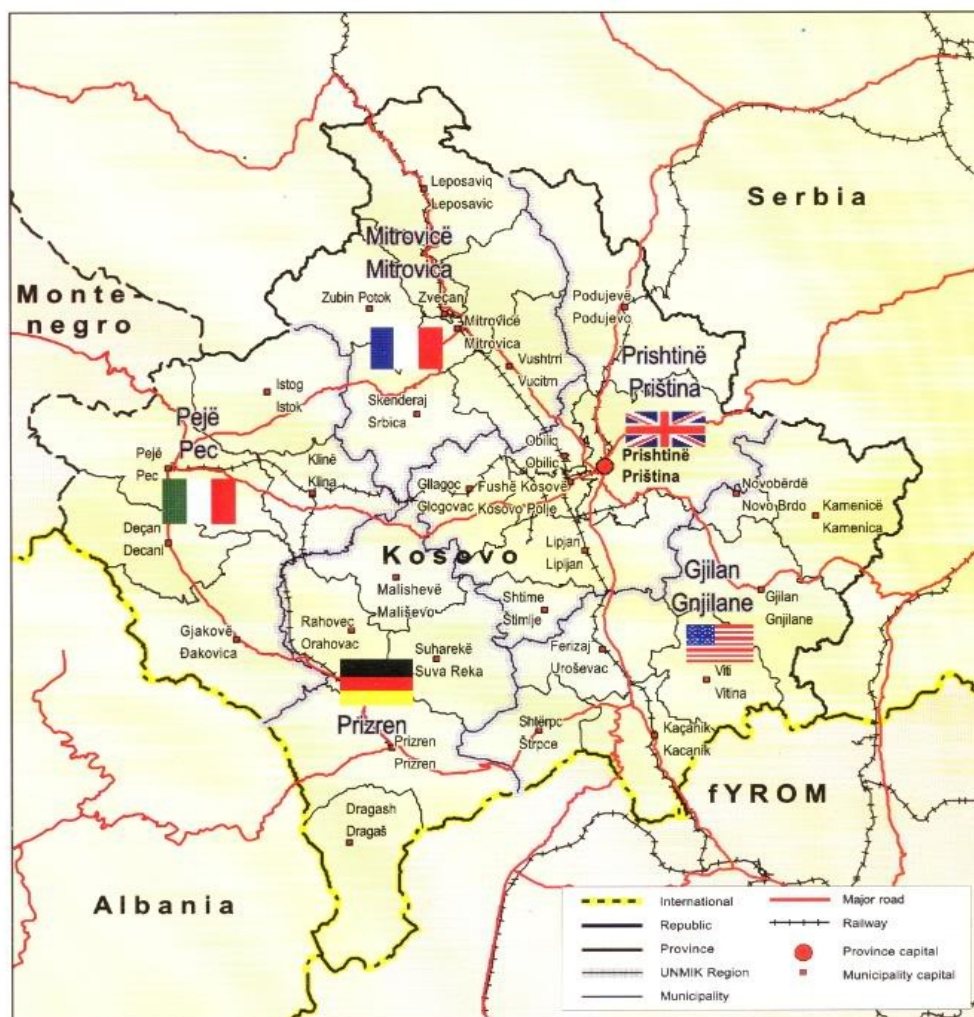 Serbia
Leposaviq
Leposavic
Mitrovicë
Mitrovica
Monte-
negro
Zubin Potok
Zveçan
Mitrovicë
Mitrovica
Podujevë
Podujevo
Prishtinë
Priština
Vushtrri
Vucitrn
Istog
Istok
Skenderaj
Srbica
Pejë
Pec
Pejë
Pec
Klinë
Klina
Obilic
Obilic
Prishtinë
Priština
Gllagoc
Glogovac
Fushë Kosovë
Kosovo Polje
Novobërdë
Novo Brdo
Kamenicë
Kamenica
Deçan
Decani
Kosovo
Lipjan
Lipljan
Gjilan
Gnjilane
Gjilan
Gnjilane
Malishevë
Mališevo
Shtime
Štimlje
Gjakovë
Đakovica
Rahovec
Orahovac
Suharekë
Suva Reka
Ferizaj
Uroševac
Viti
Vitina
Prizren
Prizren
Prizren
Shtërpc
Štrpce
Kaçanik
Kacanik
fYROM
Dragash
Dragaš
Albania
International
Republic
Province
UNMIK Region
Municipality
Major road
Railway
Province capital
Municipality capital